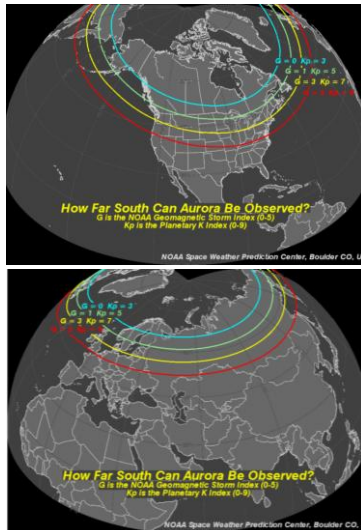 G = 0 Kp = 3
G = 1 Kp = 5
G = 3 Kp = 7
How Far South Can Aurora Be Observed?
G is the NOAA Geomagnetic Storm Index (0-5)
Kp is the Planetary K Index (0-9)
NOAA Space Weather Prediction Center, Boulder CO, U
G = 0 Kp = 3
G = 1 Kp = 5
G = 3 Kp = 7
How Far South Can Aurora Be Observed?
G is the NOAA Geomagnetic Storm Index (0-5)
Kp is the Planetary K Index (0-9)
NOAA Space Weather Prediction Center, Boulder CO,